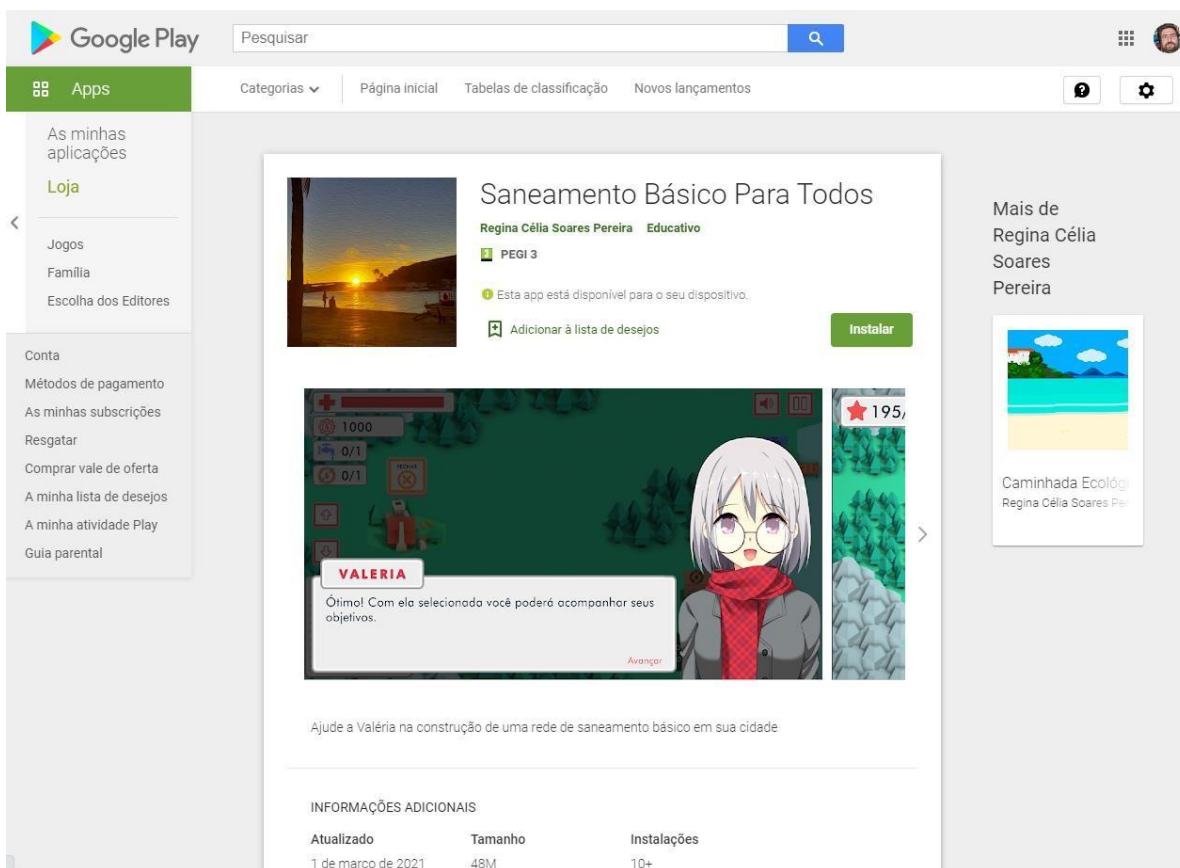 Google Play
Pesquisar
Apps
Categorias
Página inicial
Tabelas de classificação
Novos lançamentos
As minhas
aplicações
Loja
Jogos
Família
Escolha dos Editores
Conta
Métodos de pagamento
As minhas subscrições
Resgatar
Comprar vale de oferta
A minha lista de desejos
A minha atividade Play
Guia parental
Saneamento Básico Para Todos
Regina Célia Soares Pereira Educativo
3 PEGI 3
Esta app está disponível para o seu dispositivo.
Adicionar à lista de desejos
Instalar
1000
0/1
0/1
VALERIA
Ótimo! Com ela selecionada você poderá acompanhar seus
objetivos.
Avançar
195/
Ajude a Valéria na construção de uma rede de saneamento básico em sua cidade
INFORMAÇÕES ADICIONAIS
Atualizado Tamanho Instalações
1 de março de 2021 48M 10+
Mais de
Regina Célia
Soares
Pereira
Caminhada Ecológi
Regina Célia Soares Pe